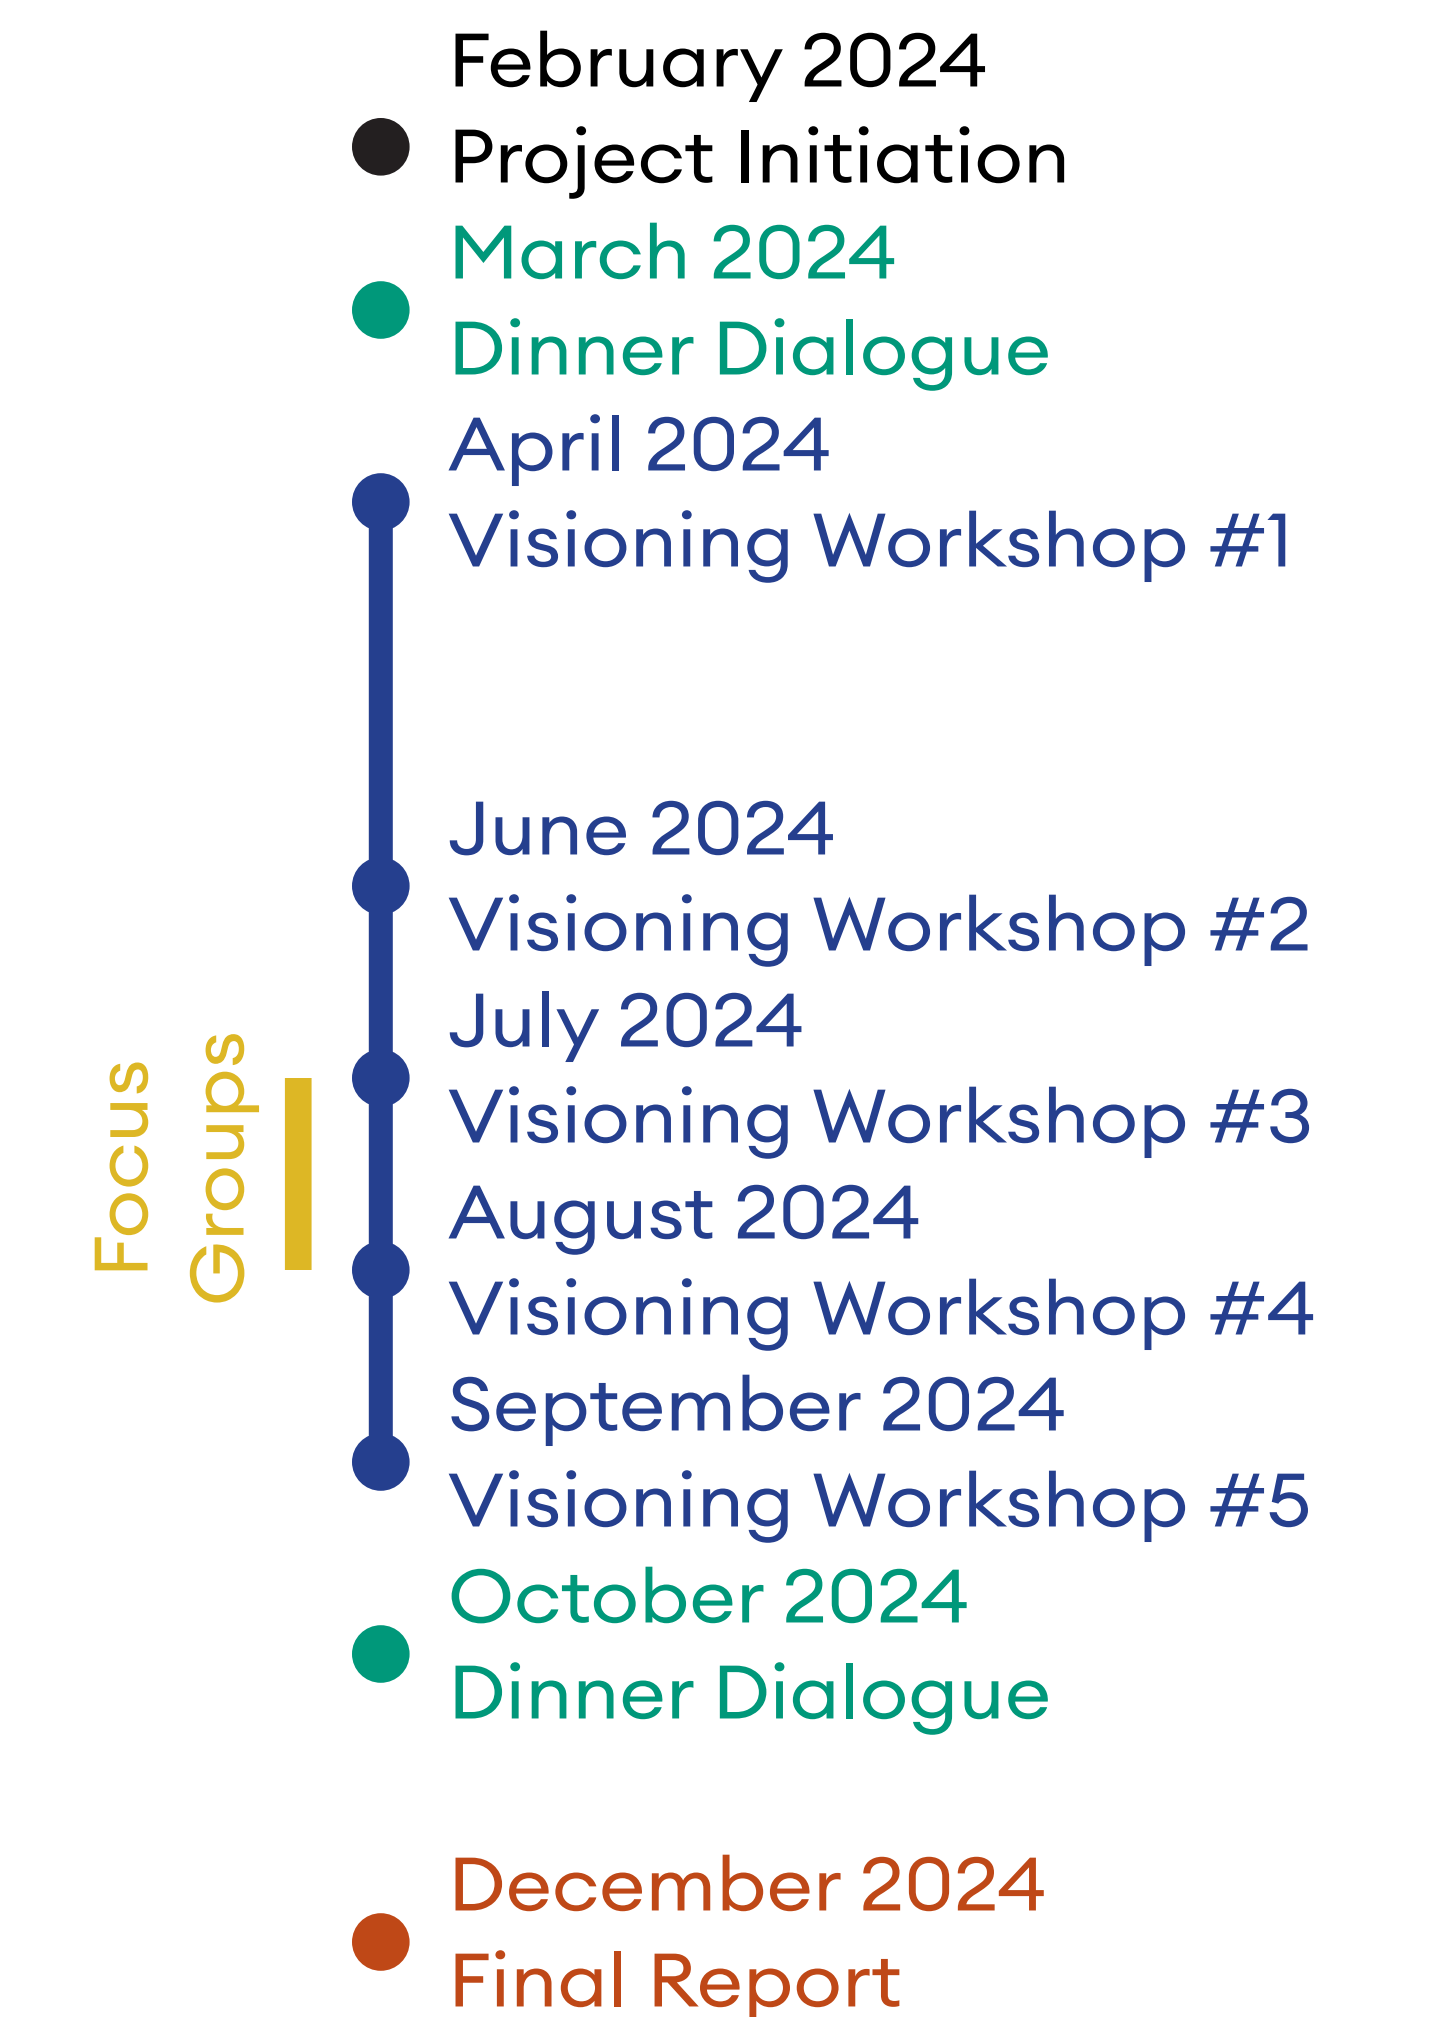 February 2024
Project Initiation
March 2024
Dinner Dialogue
April 2024
Visioning Workshop #1
June 2024
Visioning Workshop #2
July 2024
Visioning Workshop #3
Focus
Groups
August 2024
Visioning Workshop #4
September 2024
Visioning Workshop #5
October 2024
Dinner Dialogue
December 2024
Final Report